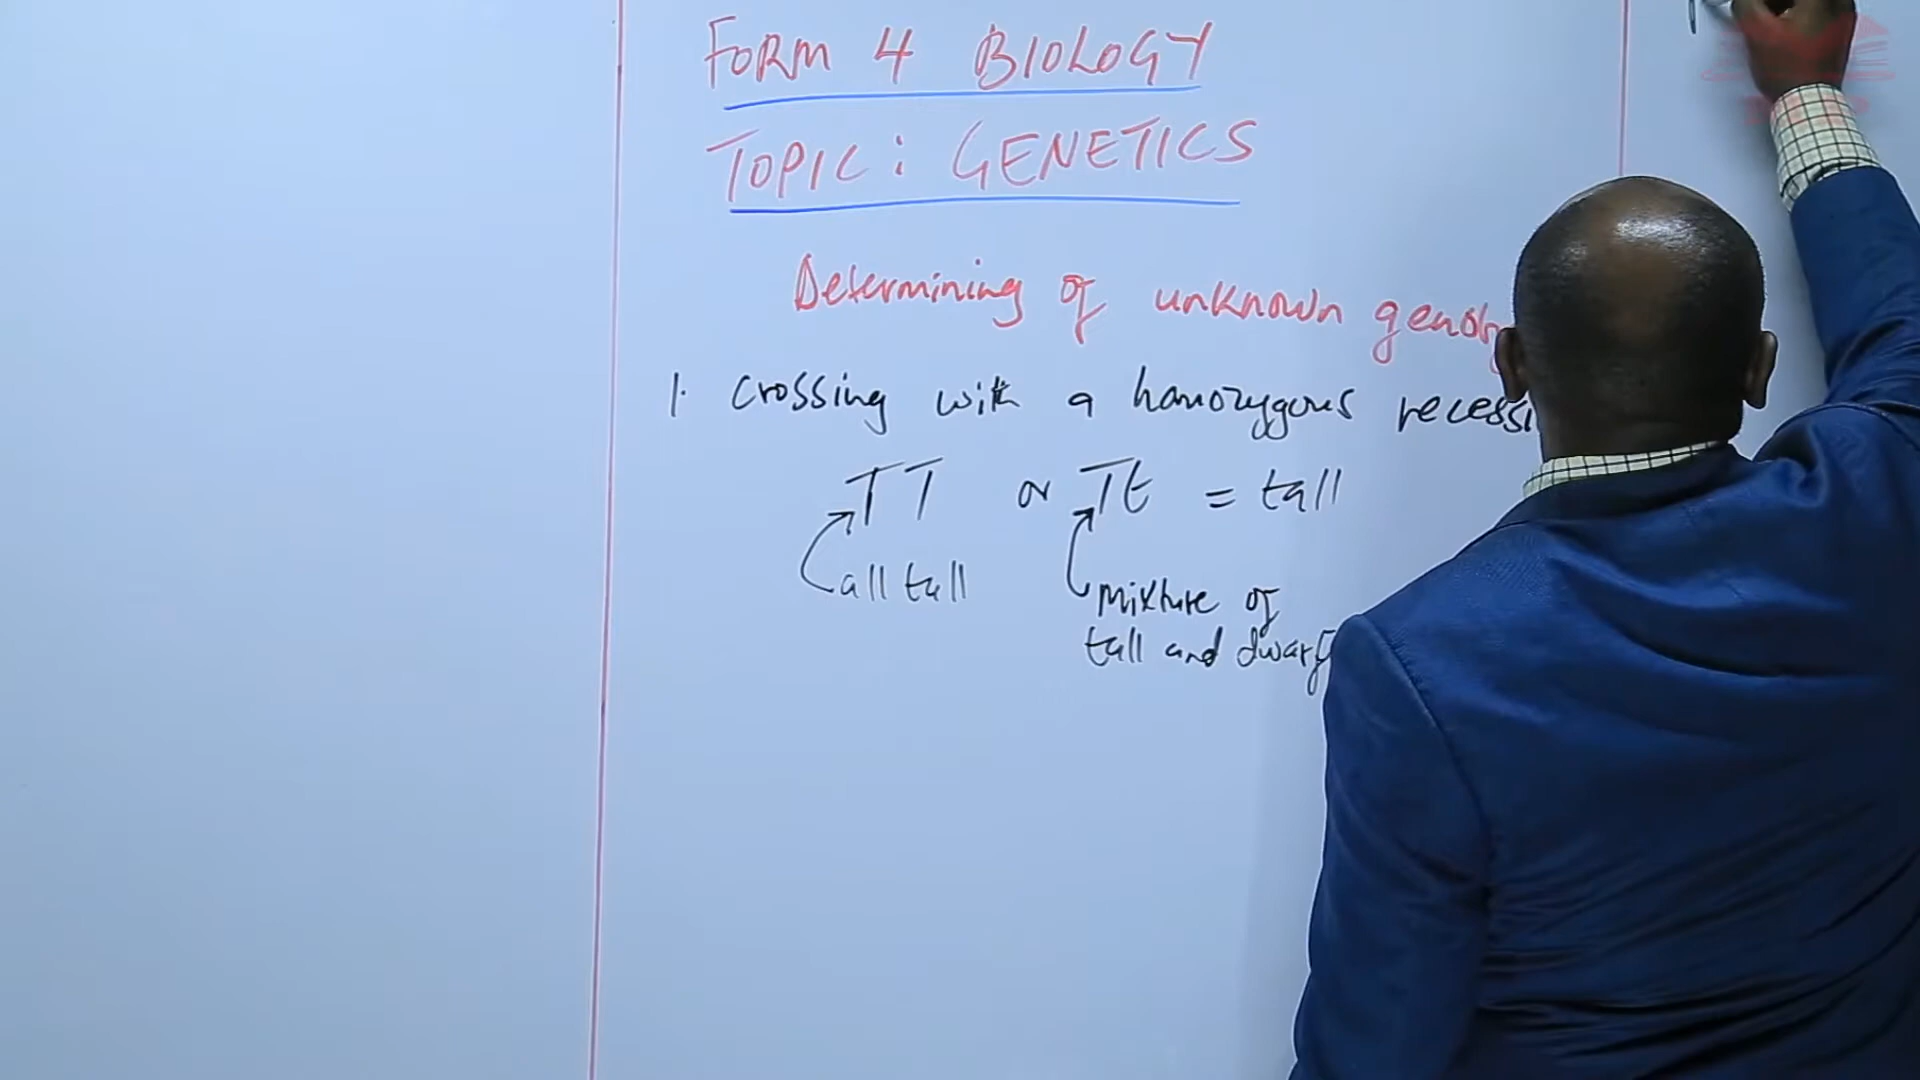 FORM 4 BIOLOGY
TOPIC: GENETICS
Determining of unknown
1. crossing with a homozygous
TT or Tt = tall
all tall
mixture of
tall and dwarf